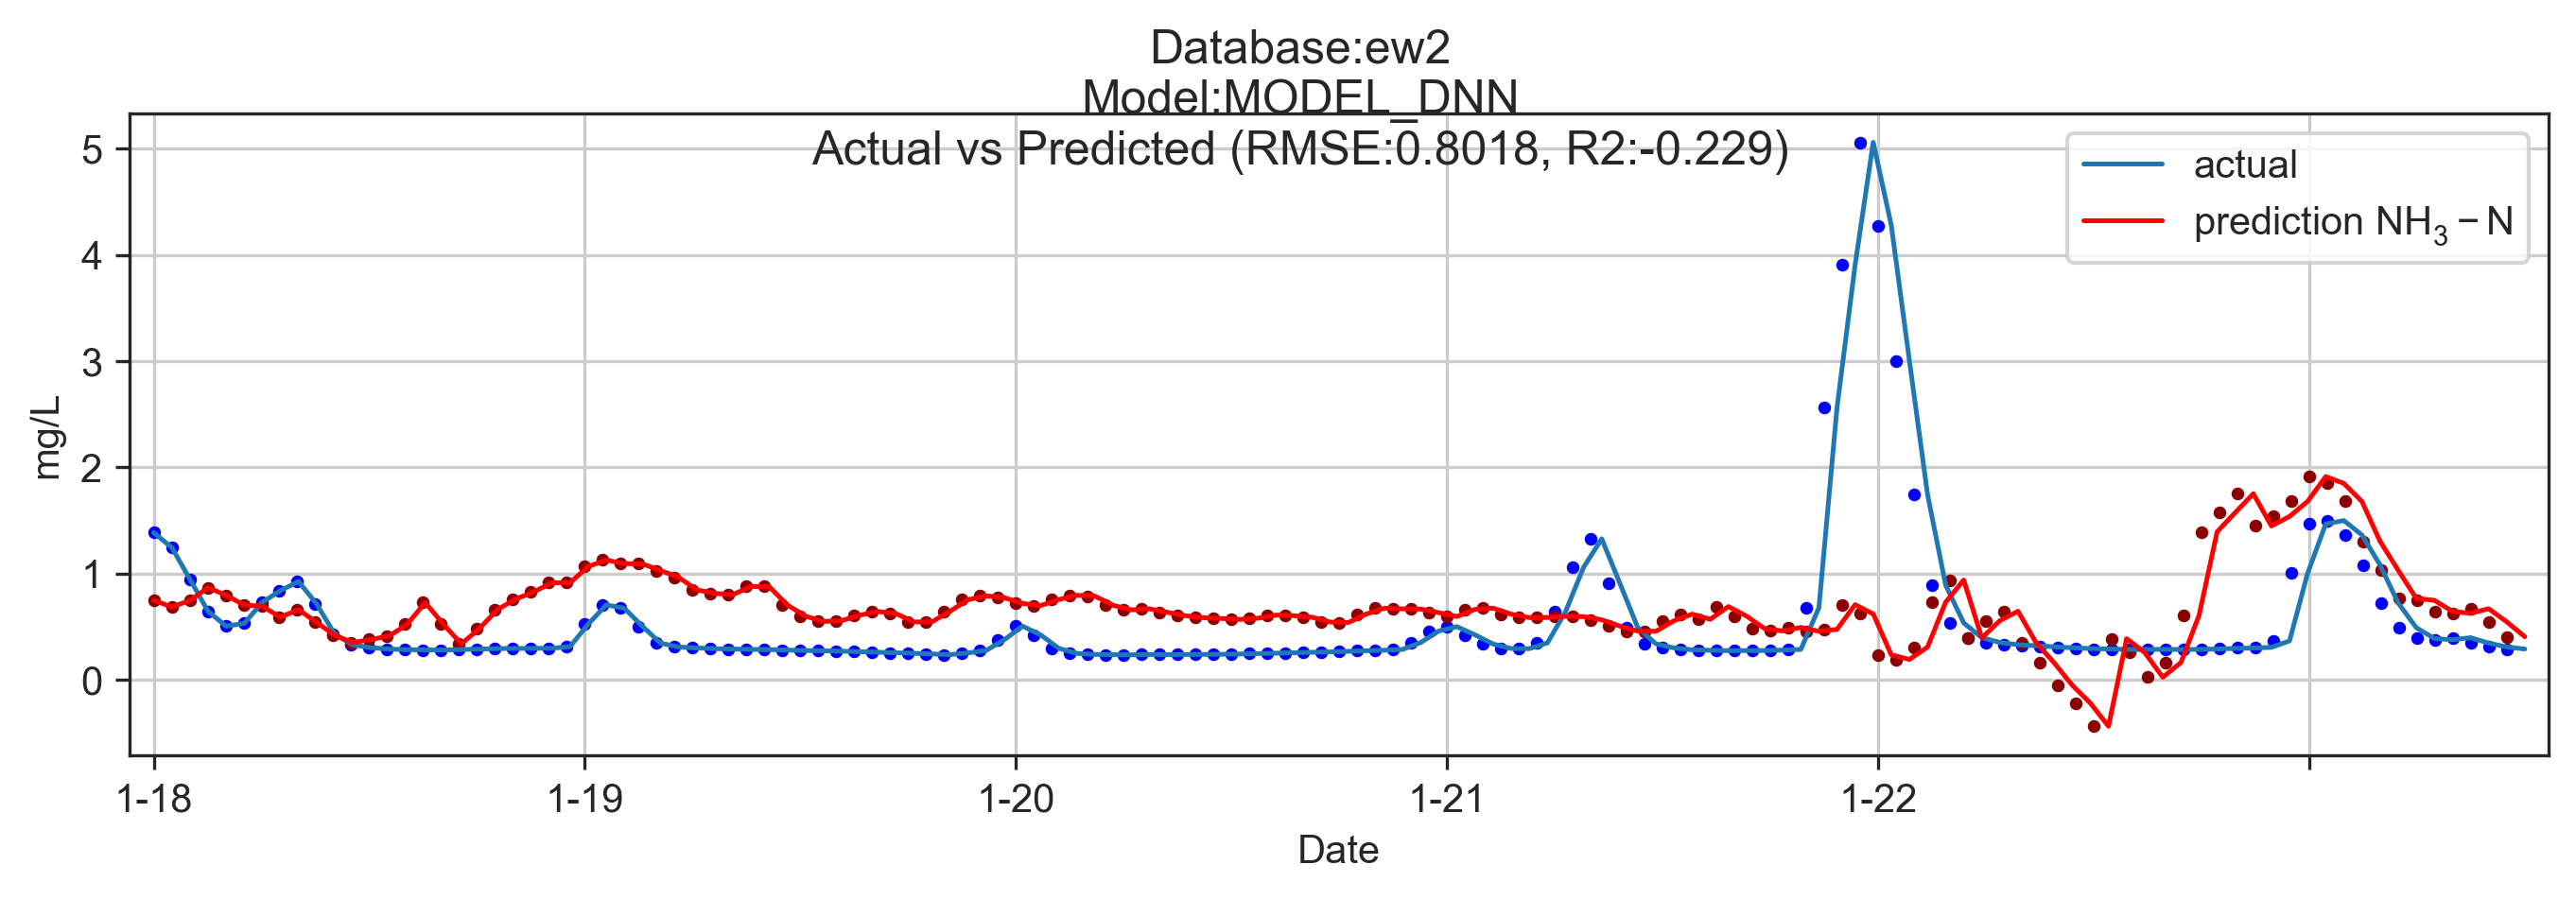 Database:ew2
Model:MODEL_DNN
Actual vs Predicted (RMSE:0.8018, R2:-0.229)
actual
prediction NH₃ − N
5
4
3
2
1
0
mg/L
1-18 1-19 1-20 1-21 1-22
Date